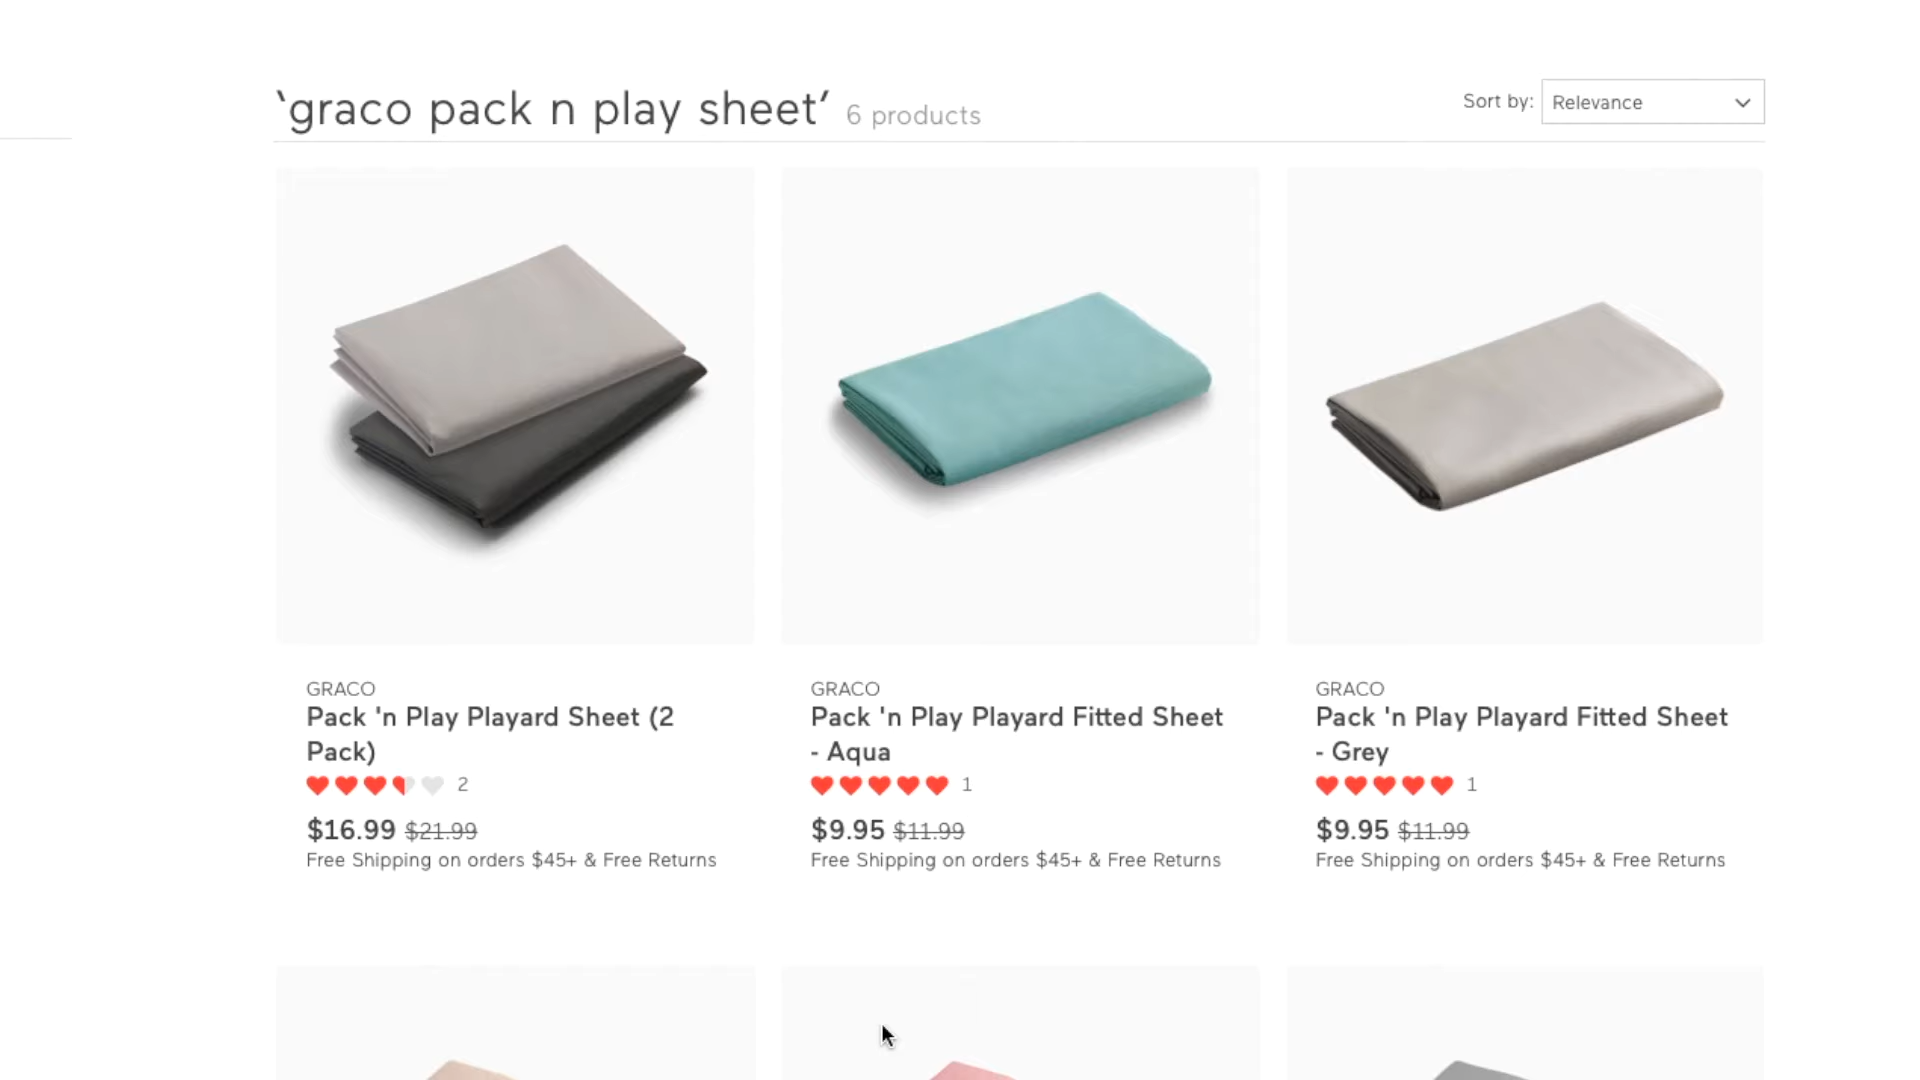 ‘graco pack n play sheet’ 6 products
Sort by: Relevance
GRACO
Pack 'n Play Playard Sheet (2
Pack)
2
$16.99 $21.99
Free Shipping on orders $45+ & Free Returns
GRACO
Pack 'n Play Playard Fitted Sheet
- Aqua
1
$9.95 $11.99
Free Shipping on orders $45+ & Free Returns
GRACO
Pack 'n Play Playard Fitted Sheet
- Grey
1
$9.95 $11.99
Free Shipping on orders $45+ & Free Returns